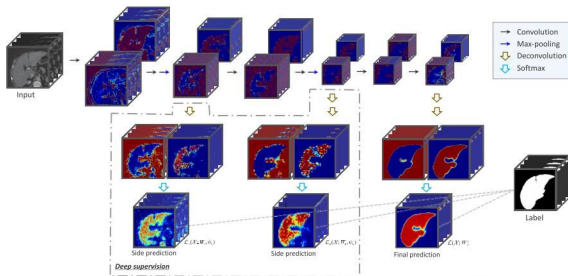 Convolution
Max-pooling
Deconvolution
Softmax
Input
Label
Side prediction
Side prediction
Final prediction
Deep supervision